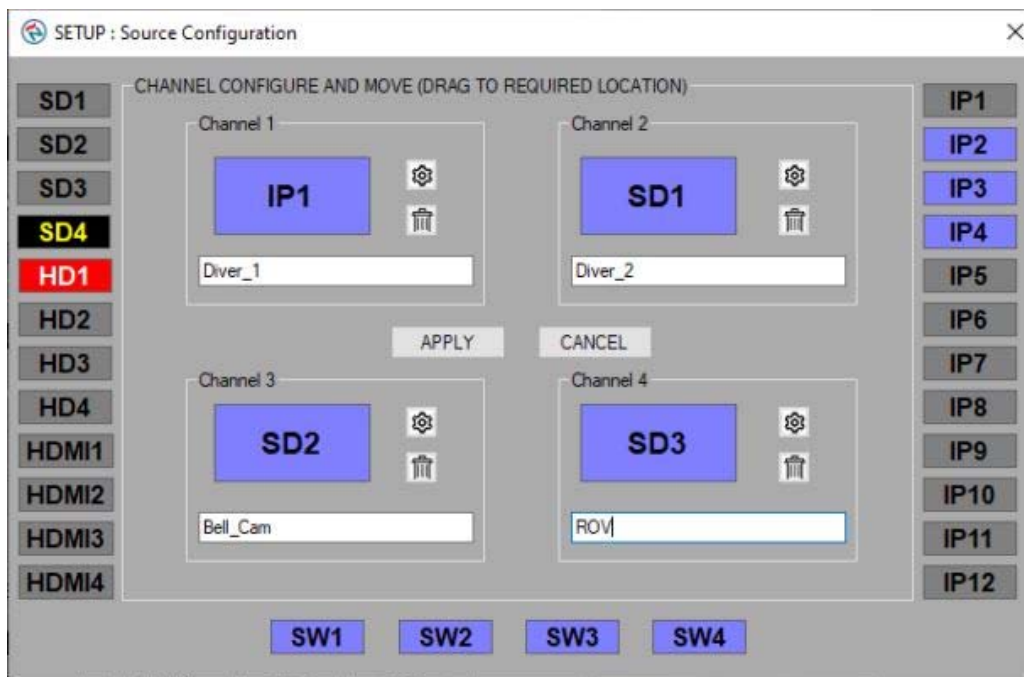 SETUP : Source Configuration
CHANNEL CONFIGURE AND MOVE (DRAG TO REQUIRED LOCATION)
SD1
SD2
SD3
SD4
HD1
HD2
HD3
HD4
HDMI1
HDMI2
HDMI3
HDMI4
Channel 1
IP1
Diver_1
Channel 2
SD1
Diver_2
APPLY
CANCEL
Channel 3
SD2
Bell_Cam
Channel 4
SD3
ROV
IP1
IP2
IP3
IP4
IP5
IP6
IP7
IP8
IP9
IP10
IP11
IP12
SW1
SW2
SW3
SW4